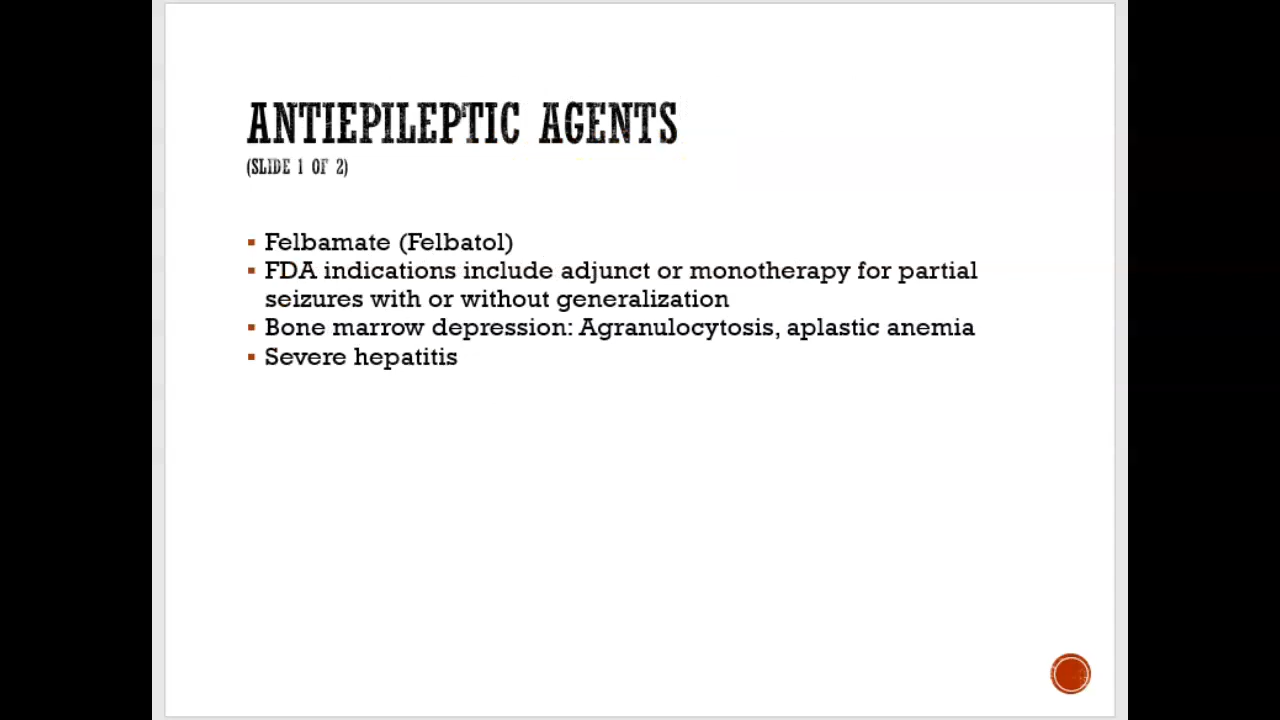 ANTIEPILEPTIC AGENTS
(SLIDE 1 OF 2)
▪ Felbamate (Felbatol)
▪ FDA indications include adjunct or monotherapy for partial
seizures with or without generalization
▪ Bone marrow depression: Agranulocytosis, aplastic anemia
▪ Severe hepatitis